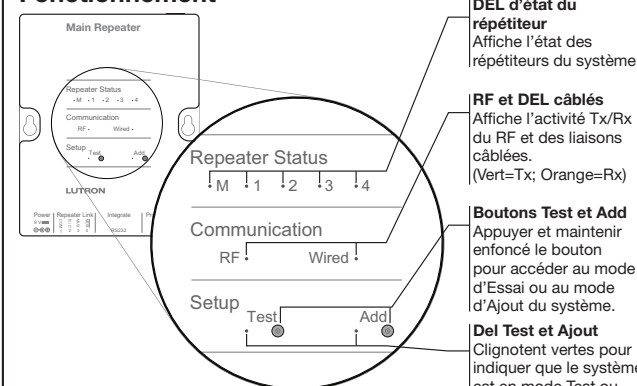 Fonctionnement
Main Repeater
Repeater Status
M 1 2 3 4
Communication
RF Wired
Setup
Test Add
LUTRON
Power Repeater Link Integrate
9 V
RS232
Repeater Status
M 1 2 3 4
Communication
RF Wired
Setup
Test Add
DEL d'état du
répétiteur
Affiche l'état des
répétiteurs du système
RF et DEL câblés
Affiche l'activité Tx/Rx
du RF et des liaisons
câblées.
(Vert=Tx; Orange=Rx)
Boutons Test et Add
Appuyer et maintenir
enfoncé le bouton
pour accéder au mode
d'Essai ou au mode
d'Ajout du système.
Del Test et Ajout
Clignotent vertes pour
indiquer que le système
est en mode Test ou